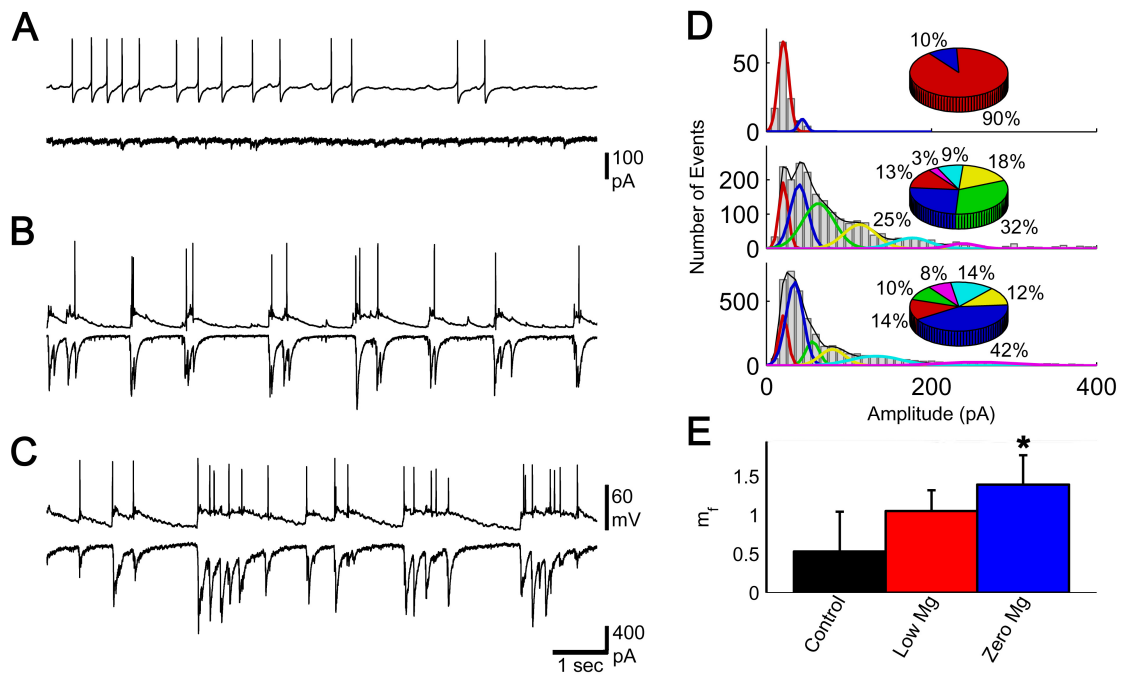 A
100
pA
B
C
60
mV
400
pA
1 sec
D
Number of Events
50
0
10%
90%
200
100
0
13%
3%
9%
18%
25%
32%
500
0
10%
8%
14%
12%
14%
42%
0
200
400
Amplitude (pA)
E
*
mf
1.5
1
0.5
0
Control
Low Mg
Zero Mg